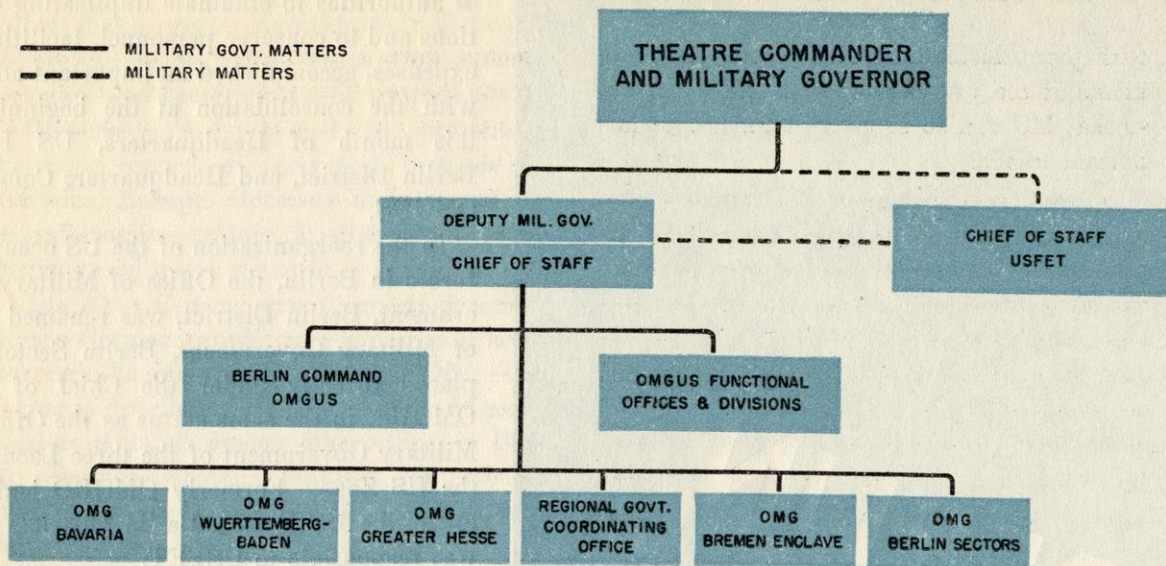 MILITARY GOVT. MATTERS
MILITARY MATTERS
THEATRE COMMANDER
AND MILITARY GOVERNOR
DEPUTY MIL. GOV.
CHIEF OF STAFF
CHIEF OF STAFF
USFET
BERLIN COMMAND
OMGUS
OMGUS FUNCTIONAL
OFFICES & DIVISIONS
OMG
BAVARIA
OMG
WUERTTEMBERG-
BADEN
OMG
GREATER HESSE
REGIONAL GOVT.
COORDINATING
OFFICE
OMG
BREMEN ENCLAVE
OMG
BERLIN SECTORS